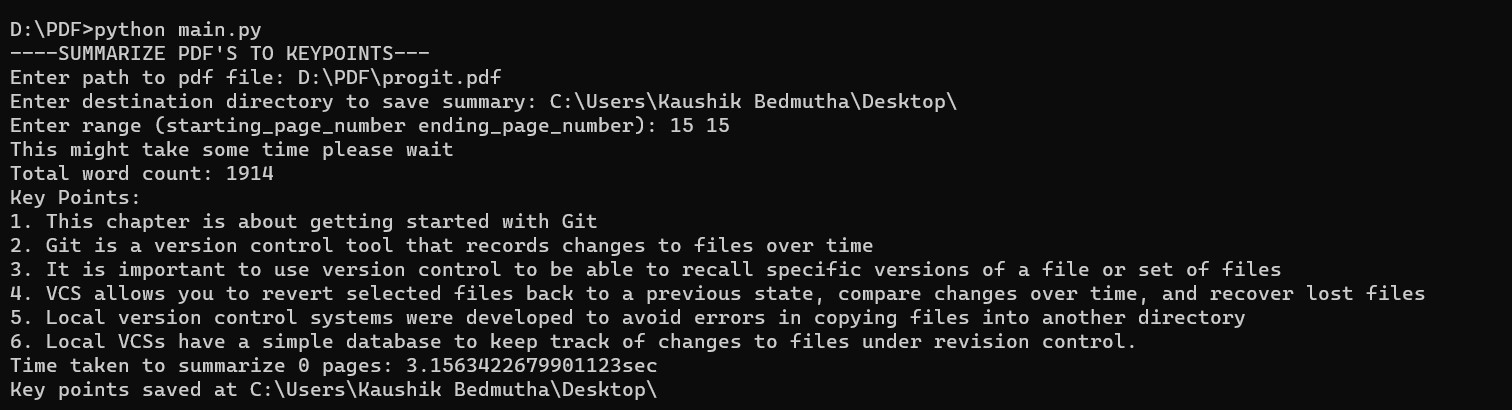 D:\PDF>python main.py
----SUMMARIZE PDF'S TO KEYPOINTS---
Enter path to pdf file: D:\PDF\progit.pdf
Enter destination directory to save summary: C:\Users\Kaushik Bedmutha\Desktop\
Enter range (starting_page_number ending_page_number): 15 15
This might take some time please wait
Total word count: 1914
Key Points:
1. This chapter is about getting started with Git
2. Git is a version control tool that records changes to files over time
3. It is important to use version control to be able to recall specific versions of a file or set of files
4. VCS allows you to revert selected files back to a previous state, compare changes over time, and recover lost files
5. Local version control systems were developed to avoid errors in copying files into another directory
6. Local VCSs have a simple database to keep track of changes to files under revision control.
Time taken to summarize 0 pages: 3.1563422679901123sec
Key points saved at C:\Users\Kaushik Bedmutha\Desktop\